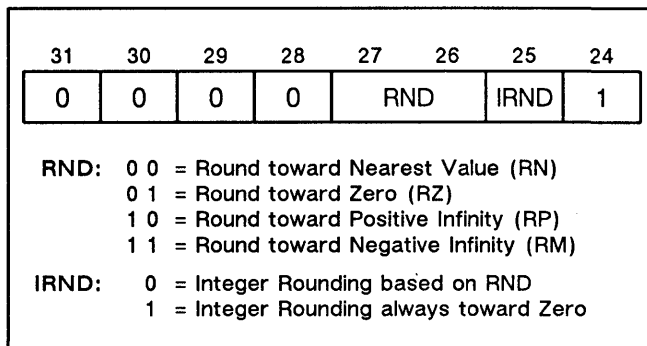 31 30 29 28 27 26 25 24
0 0 0 0 RND IRND 1
RND: 0 0 = Round toward Nearest Value (RN)
0 1 = Round toward Zero (RZ)
1 0 = Round toward Positive Infinity (RP)
1 1 = Round toward Negative Infinity (RM)
IRND: 0 = Integer Rounding based on RND
1 = Integer Rounding always toward Zero